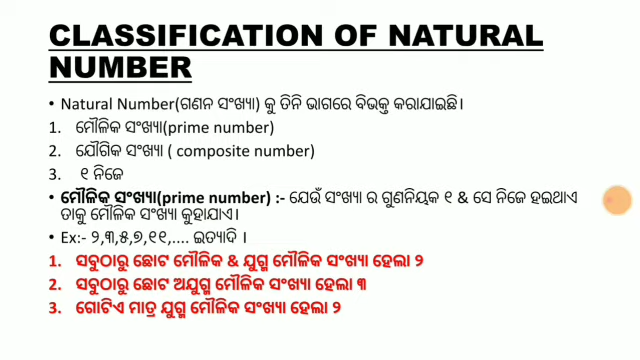 CLASSIFICATION OF NATURAL
NUMBER
• Natural Number(ଗଣନ ସଂଖ୍ୟା) କୁ ତିନି ଭାଗରେ ବିଭକ୍ତ କରାଯାଇଛି।
1. ମୌଳିକ ସଂଖ୍ୟା(prime number)
2. ଯୌଗିକ ସଂଖ୍ୟା ( composite number)
3. ୧ ନିଜେ
• ମୌଳିକ ସଂଖ୍ୟା(prime number) :- ଯେଉଁ ସଂଖ୍ୟା ର ଗୁଣନିୟକ ୧ & ସେ ନିଜେ ହଇଥାଏ
ତାକୁ ମୌଳିକ ସଂଖ୍ୟା କୁହାଯାଏ।
• Ex:- ୨,୩,୫,୭,୧୧,.... ଇତ୍ୟାଦି ।
1. ସବୁଠାରୁ ଛୋଟ ମୌଳିକ & ଯୁଗ୍ମ ମୌଳିକ ସଂଖ୍ୟା ହେଲା ୨
2. ସବୁଠାରୁ ଛୋଟ ଅଯୁଗ୍ମ ମୌଳିକ ସଂଖ୍ୟା ହେଲା ୩
3. ଗୋଟିଏ ମାତ୍ର ଯୁଗ୍ମ ମୌଳିକ ସଂଖ୍ୟା ହେଲା ୨